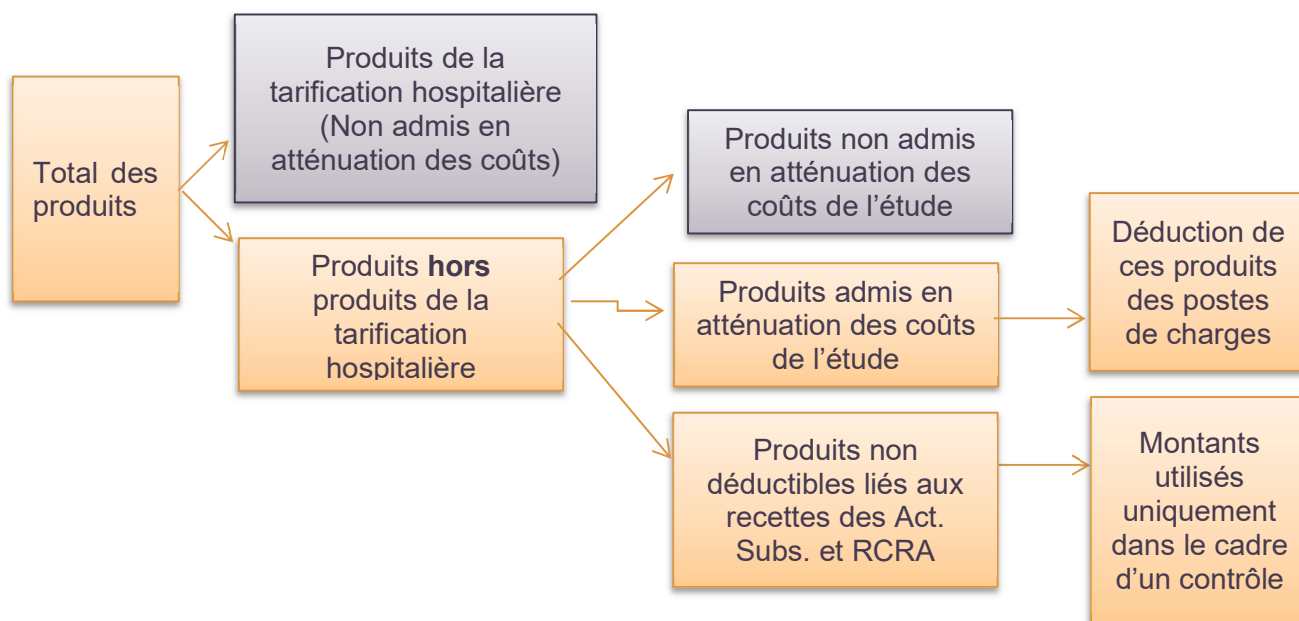 Total des
produits
Produits de la
tarification hospitalière
(Non admis en
atténuation des coûts)
Produits hors
produits de la
tarification
hospitalière
Produits non admis
en atténuation des
coûts de l’étude
Produits admis en
atténuation des coûts
de l’étude
Produits non
déductibles liés aux
recettes des Act.
Subs. et RCRA
Déduction de
ces produits
des postes
de charges
Montants
utilisés
uniquement
dans le cadre
d’un contrôle